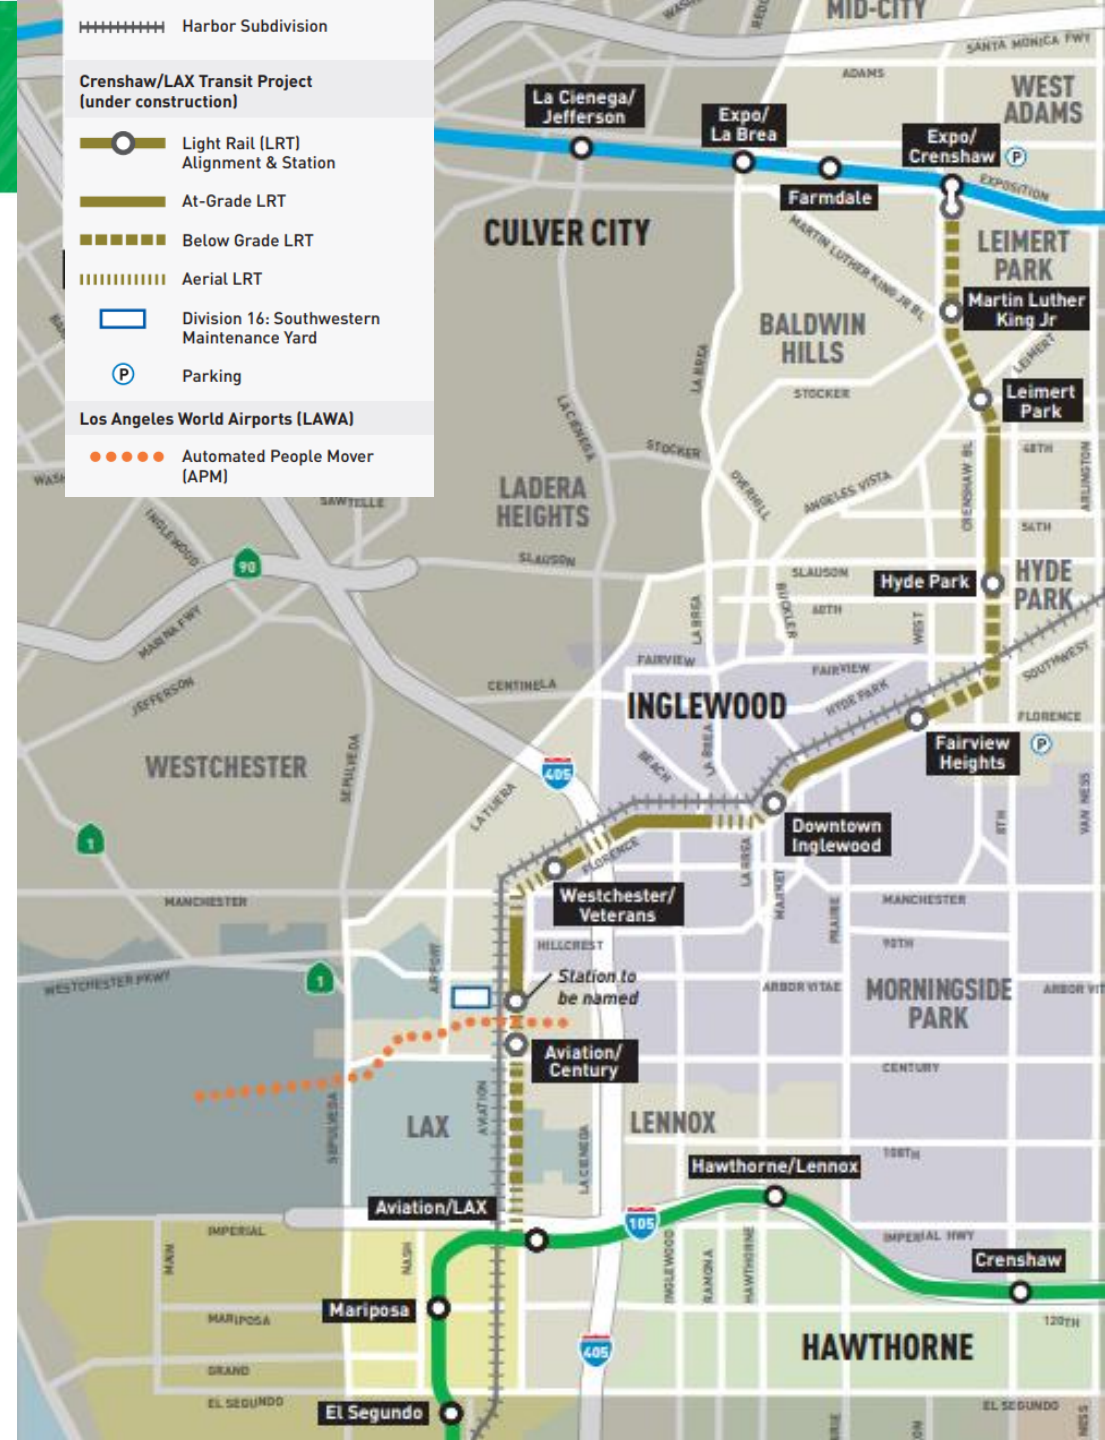 Harbor Subdivision
Crenshaw/LAX Transit Project
(under construction)
Light Rail (LRT)
Alignment & Station
At-Grade LRT
Below Grade LRT
Aerial LRT
Division 16: Southwestern
Maintenance Yard
P
Parking
Los Angeles World Airports (LAWA)
Automated People Mover
(APM)
MID-CITY
SANTA MONICA FWY
ADAMS
WEST
ADAMS
La Cienega/
Jefferson
Expo/
La Brea
Expo/
Crenshaw
P
Farmdale
EXPOSITION
CULVER CITY
MARTIN LUTHER KING JR BL
LEIMERT
PARK
Martin Luther
King Jr
BALDWIN
HILLS
LEIMERT
LA BREA
STOCKER
Leimert
Park
LA CIENEGA
STOCKER
48TH
CRENSHAW BL
ARLINGTON
OVERHILL
ANGELES VISTA
LADERA
HEIGHTS
SAWTELLE
INGLEWOOD
54TH
90
SLAUSON
SLAUSON
Hyde Park
HYDE
PARK
60TH
BUCKLER
WEST
LA BREA
MARINA FWY
FAIRVIEW
FAIRVIEW
SOUTHWEST
JEFFERSON
CENTINELA
HYDE PARK
INGLEWOOD
FLORENCE
Fairview
Heights
P
WESTCHESTER
SEPULVEDA
405
BEACH
LA BREA
LA TIJERA
8TH
VAN NESS
1
Downtown
Inglewood
FLORENCE
LA BREA
MARKET
Westchester/
Veterans
MANCHESTER
MANCHESTER
PRAIRIE
HILLCREST
90TH
AIRPORT
WESTCHESTER PKWY
1
Station to
be named
ARBOR VITAE
MORNINGSIDE
PARK
ARBOR VIT
Aviation/
Century
CENTURY
AVIATION
SEPULVEDA
LAX
LENNOX
LA CIENEGA
108TH
Hawthorne/Lennox
Aviation/LAX
105
IMPERIAL
IMPERIAL HWY
MAIN
NASH
INGLEWOOD
RAMONA
HAWTHORNE
Crenshaw
Mariposa
MARIPOSA
120TH
405
HAWTHORNE
GRAND
EL SEGUNDO
El Segundo
EL SEGUNDO
NESS